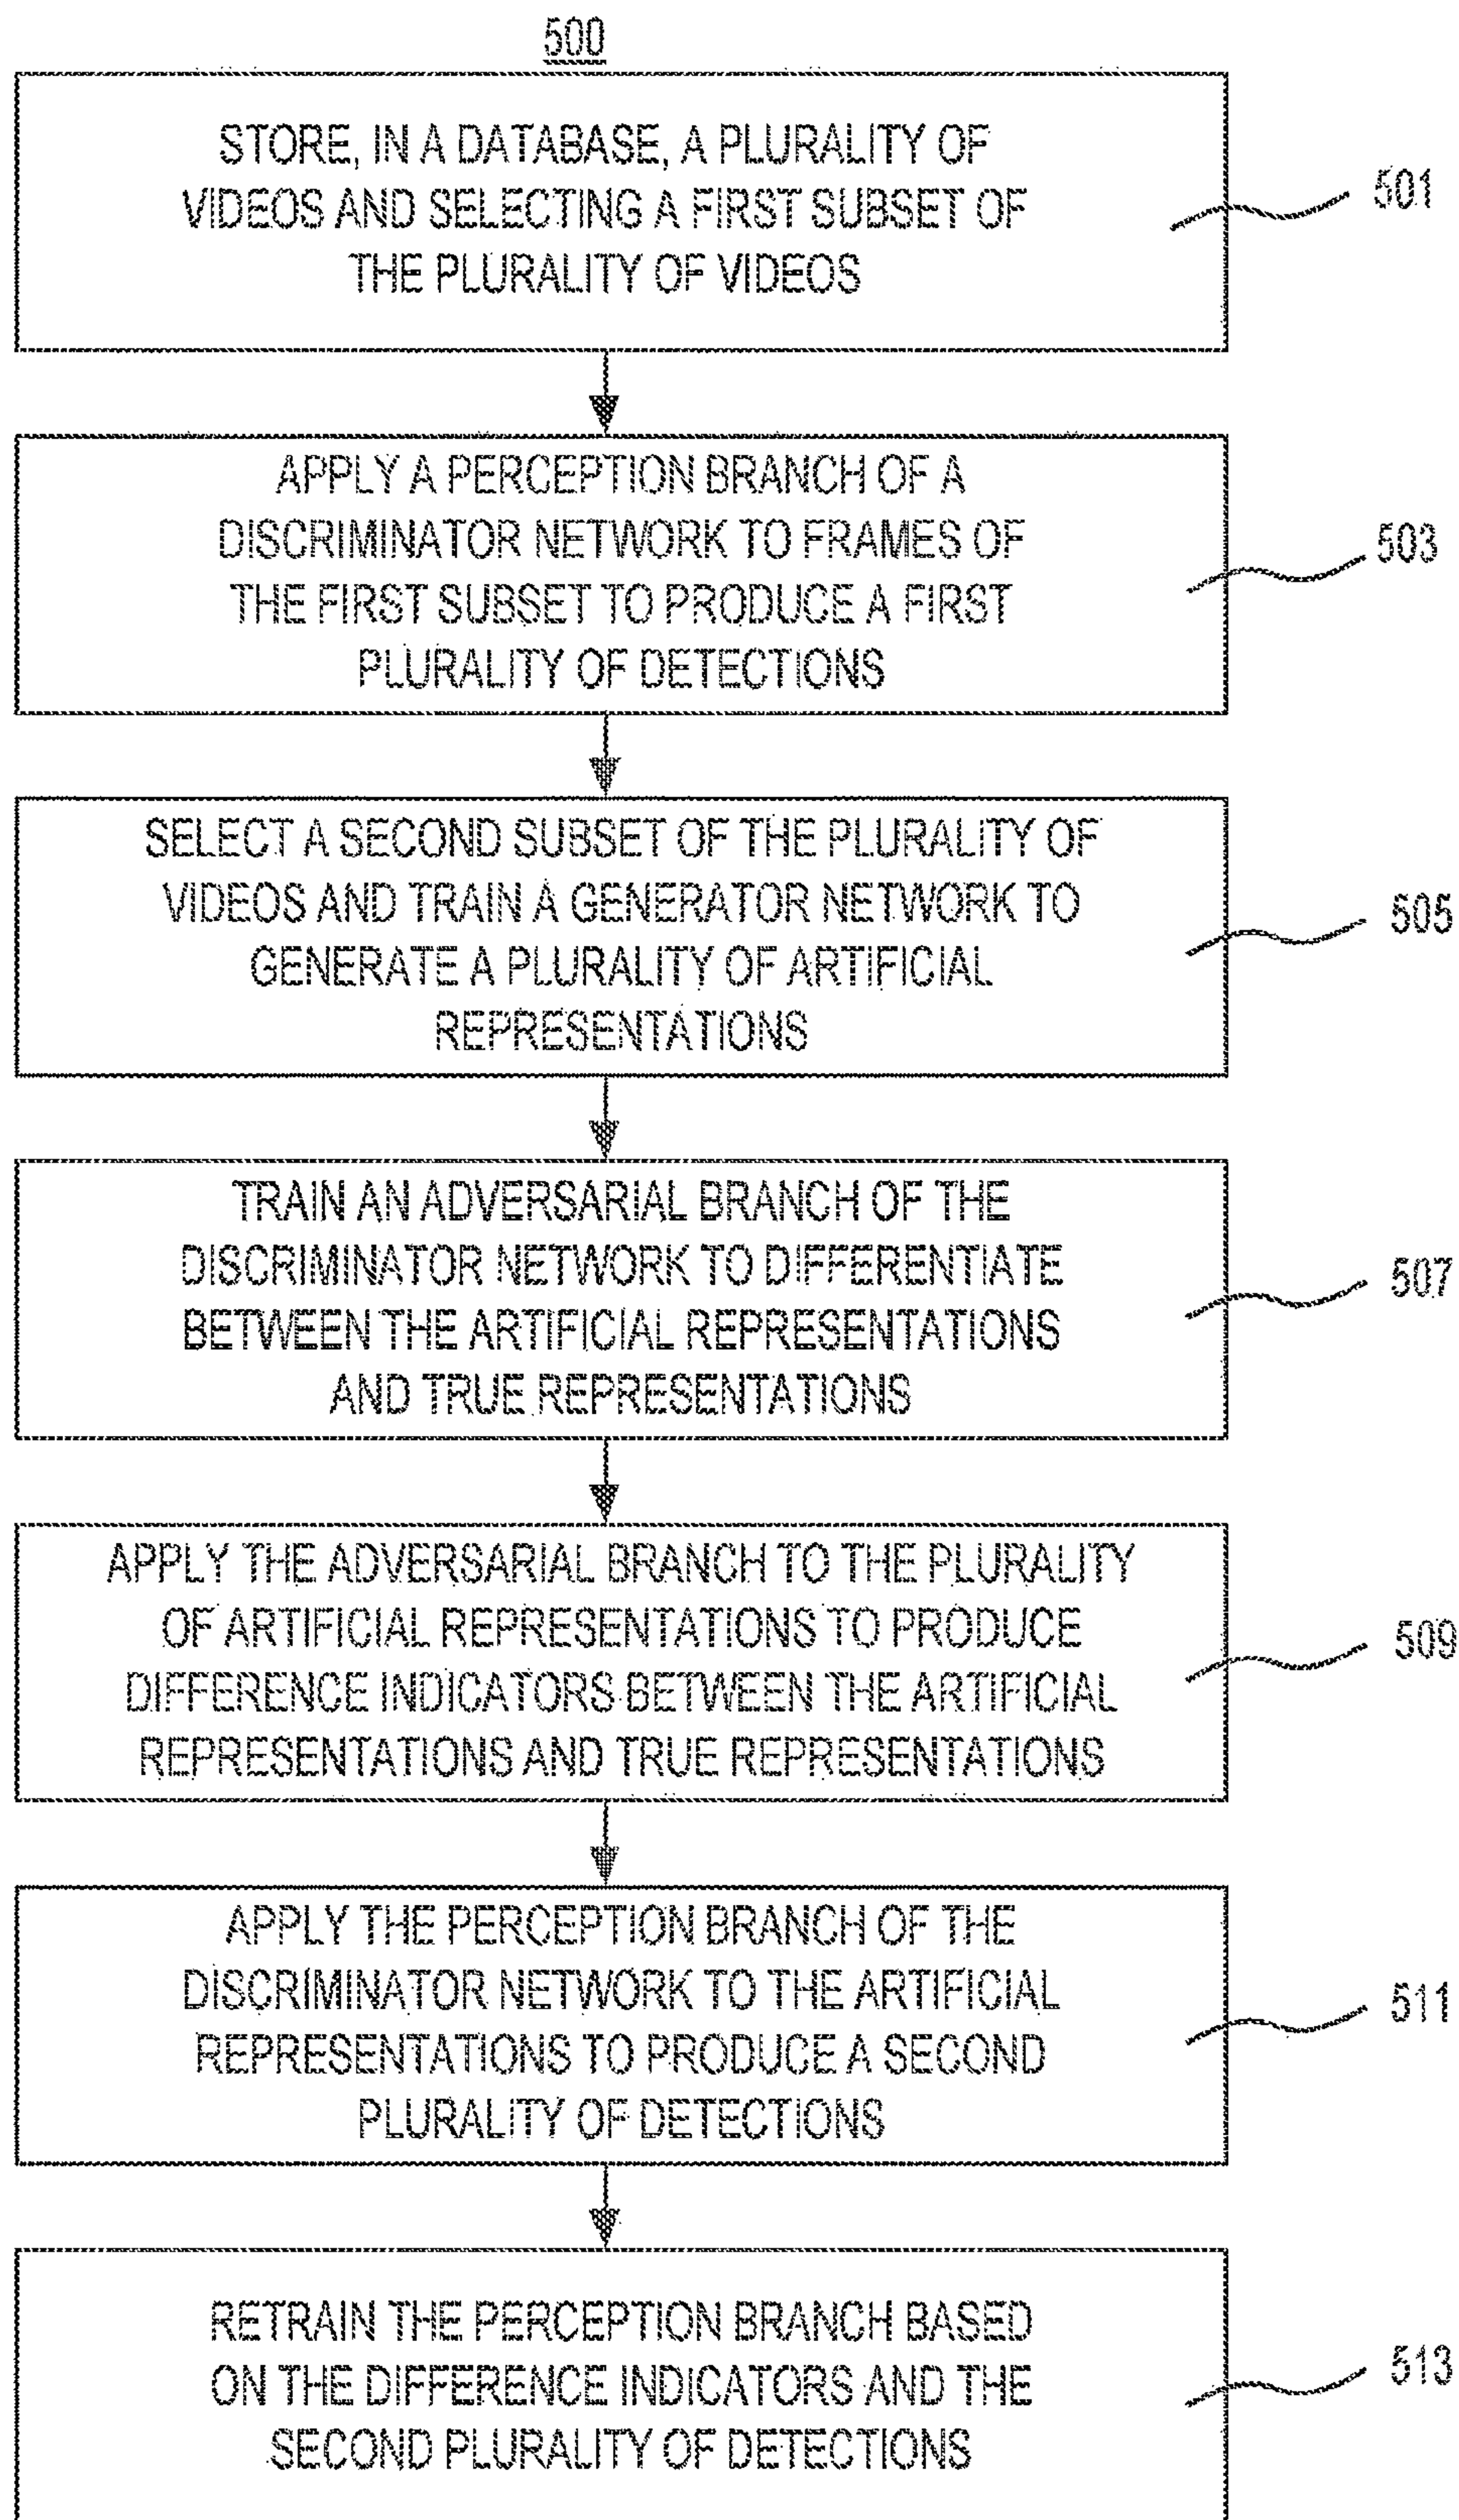 500
STORE, IN A DATABASE, A PLURALITY OF
VIDEOS AND SELECTING A FIRST SUBSET OF
THE PLURALITY OF VIDEOS
501
APPLY A PERCEPTION BRANCH OF A
DISCRIMINATOR NETWORK TO FRAMES OF
THE FIRST SUBSET TO PRODUCE A FIRST
PLURALITY OF DETECTIONS
503
SELECT A SECOND SUBSET OF THE PLURALITY OF
VIDEOS AND TRAIN A GENERATOR NETWORK TO
GENERATE A PLURALITY OF ARTIFICIAL
REPRESENTATIONS
505
TRAIN AN ADVERSARIAL BRANCH OF THE
DISCRIMINATOR NETWORK TO DIFFERENTIATE
BETWEEN THE ARTIFICIAL REPRESENTATIONS
AND TRUE REPRESENTATIONS
507
APPLY THE ADVERSARIAL BRANCH TO THE PLURALITY
OF ARTIFICIAL REPRESENTATIONS TO PRODUCE
DIFFERENCE INDICATORS BETWEEN THE ARTIFICIAL
REPRESENTATIONS AND TRUE REPRESENTATIONS
509
APPLY THE PERCEPTION BRANCH OF THE
DISCRIMINATOR NETWORK TO THE ARTIFICIAL
REPRESENTATIONS TO PRODUCE A SECOND
PLURALITY OF DETECTIONS
511
RETRAIN THE PERCEPTION BRANCH BASED
ON THE DIFFERENCE INDICATORS AND THE
SECOND PLURALITY OF DETECTIONS
513